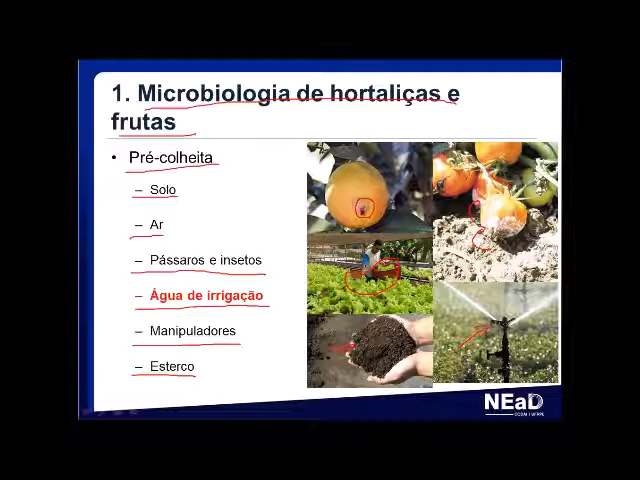 1. Microbiologia de hortaliças e
frutas
• Pré-colheita
– Solo
– Ar
– Pássaros e insetos
– Água de irrigação
– Manipuladores
– Esterco
NEaD